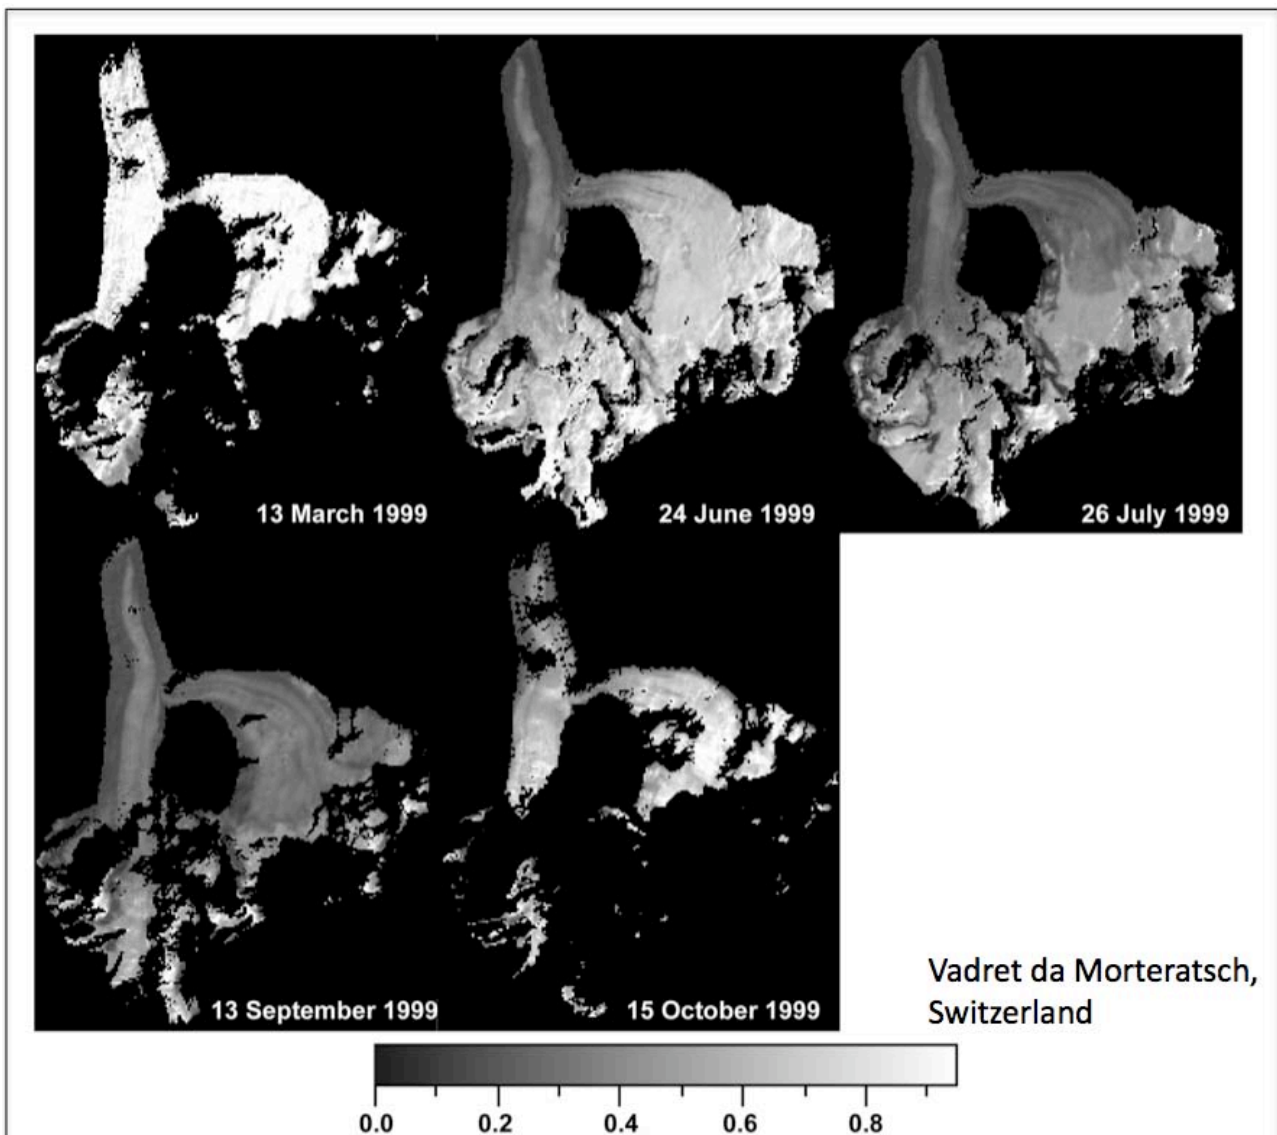 13 March 1999
24 June 1999
26 July 1999
13 September 1999
15 October 1999
Vadret da Morteratsch,
Switzerland
0.0 0.2 0.4 0.6 0.8